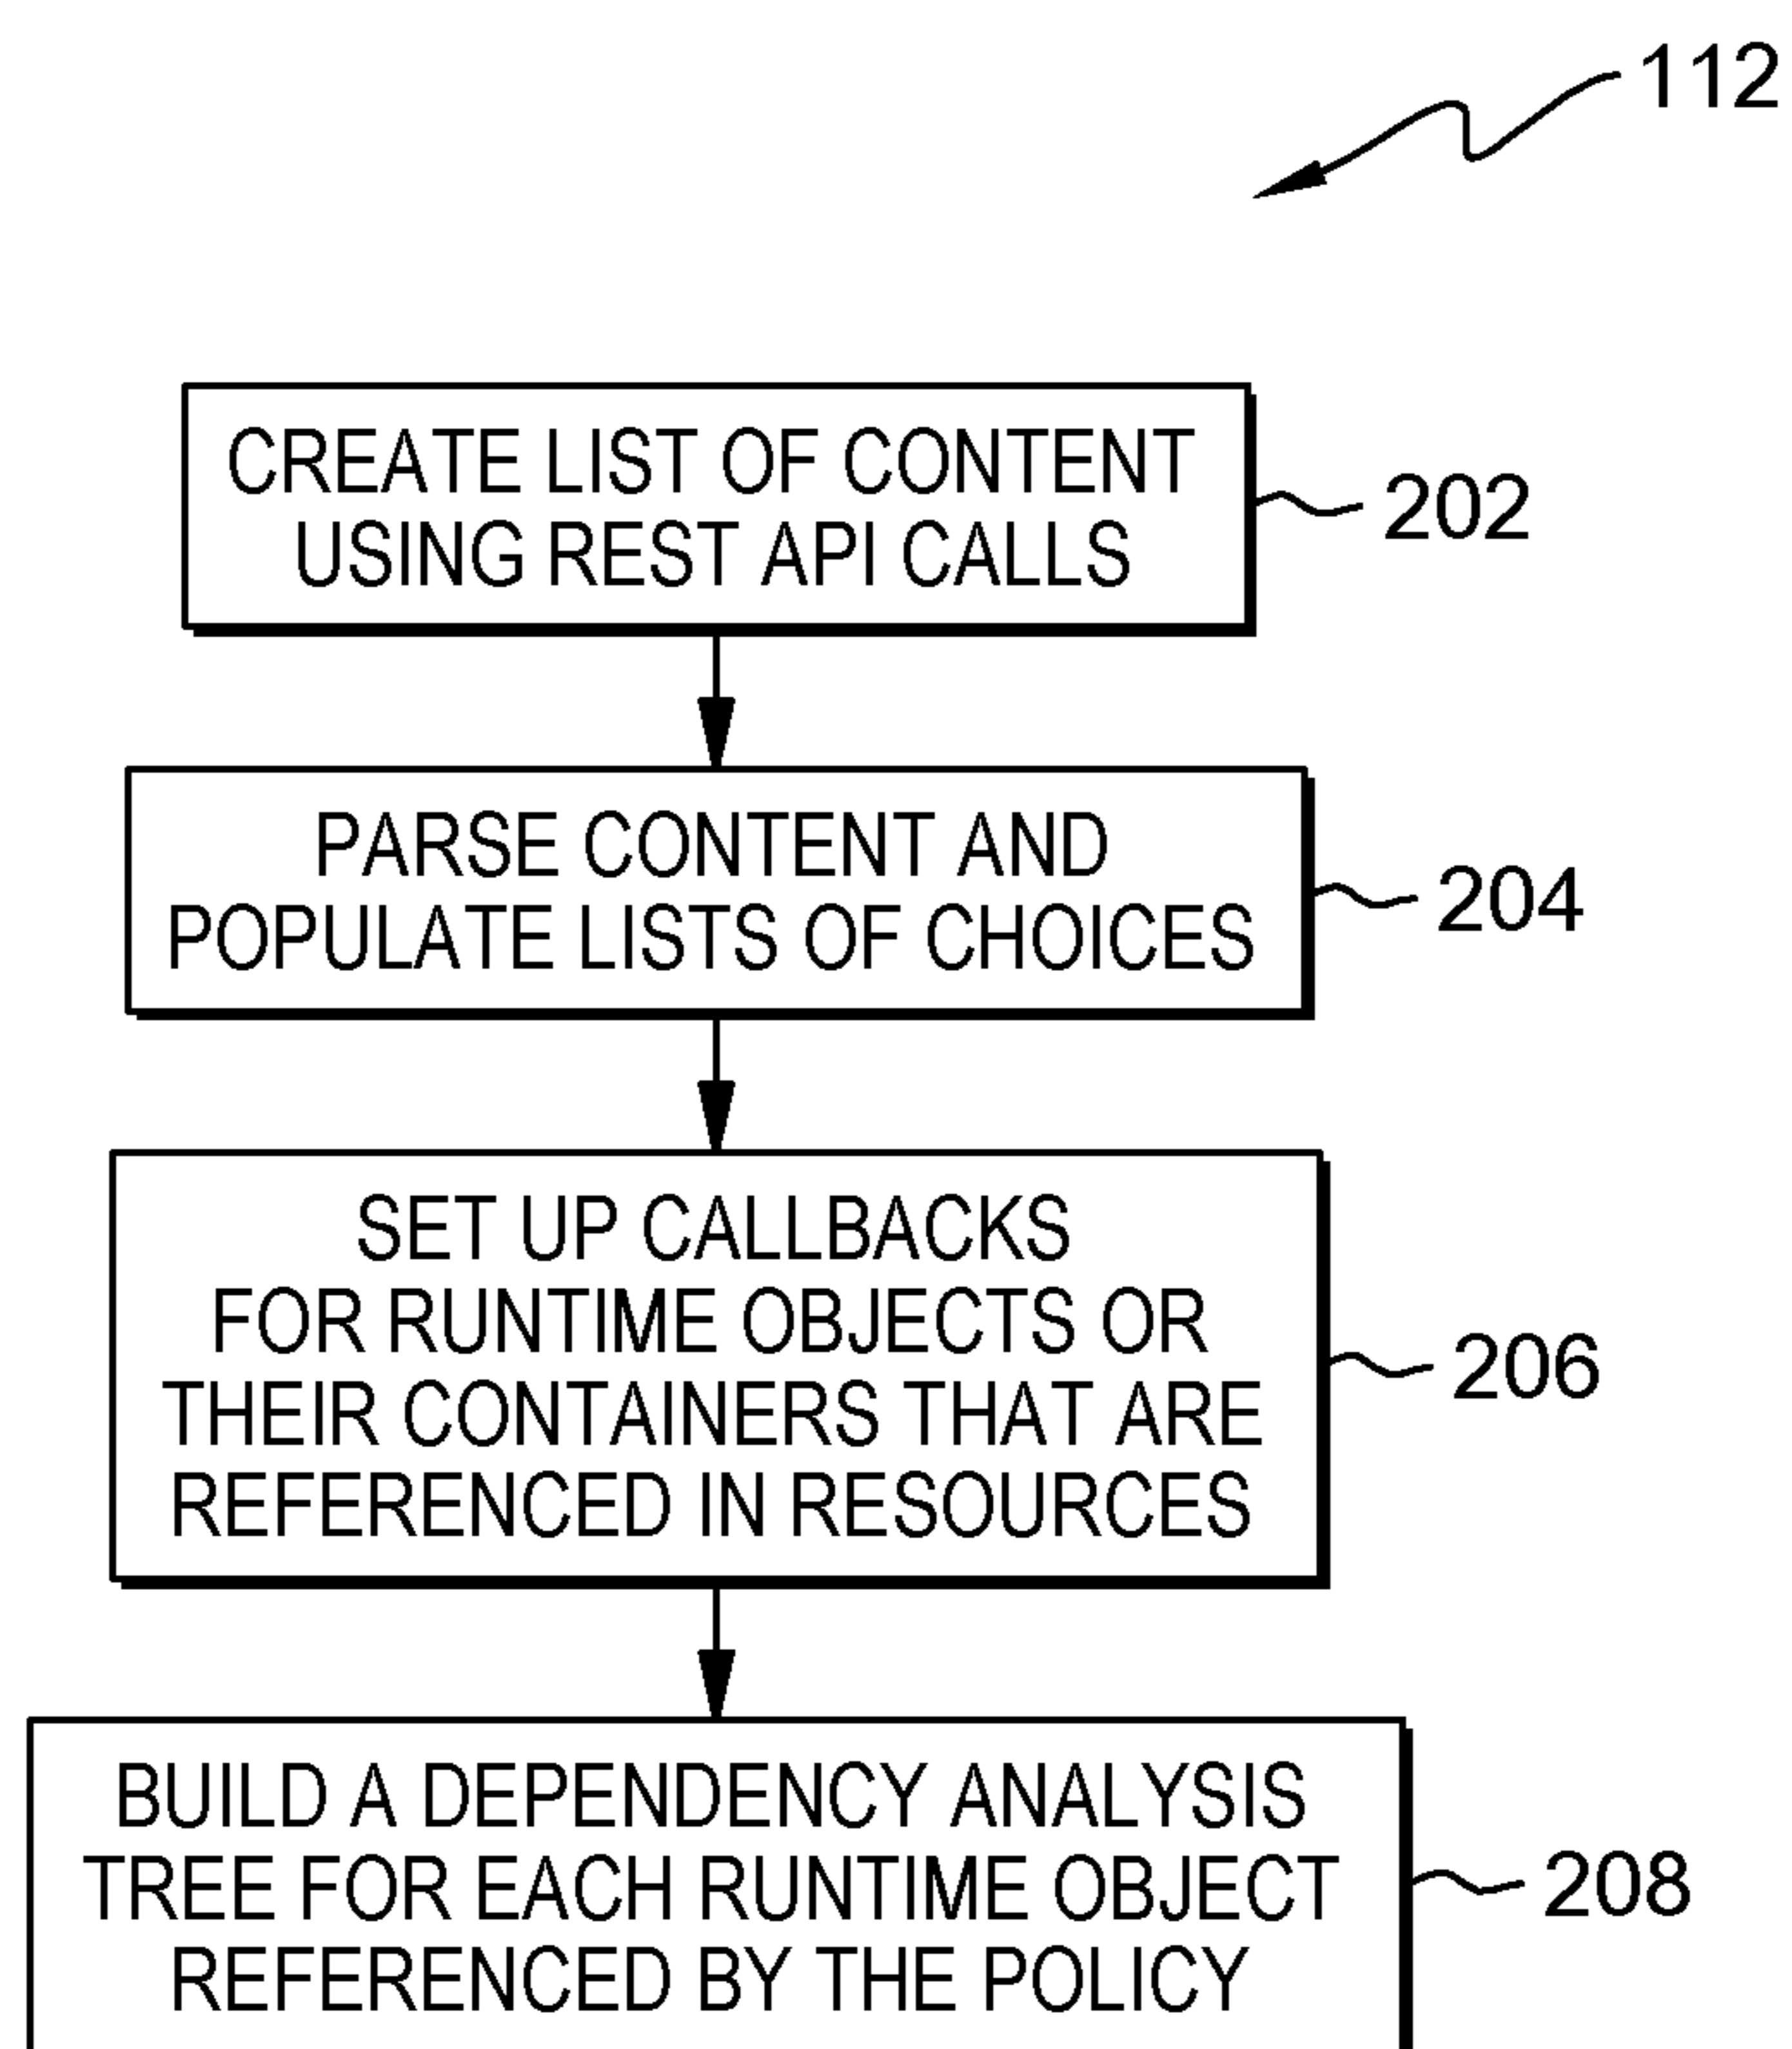 112
CREATE LIST OF CONTENT
USING REST API CALLS
202
PARSE CONTENT AND
POPULATE LISTS OF CHOICES
204
SET UP CALLBACKS
FOR RUNTIME OBJECTS OR
THEIR CONTAINERS THAT ARE
REFERENCED IN RESOURCES
206
BUILD A DEPENDENCY ANALYSIS
TREE FOR EACH RUNTIME OBJECT
REFERENCED BY THE POLICY
208